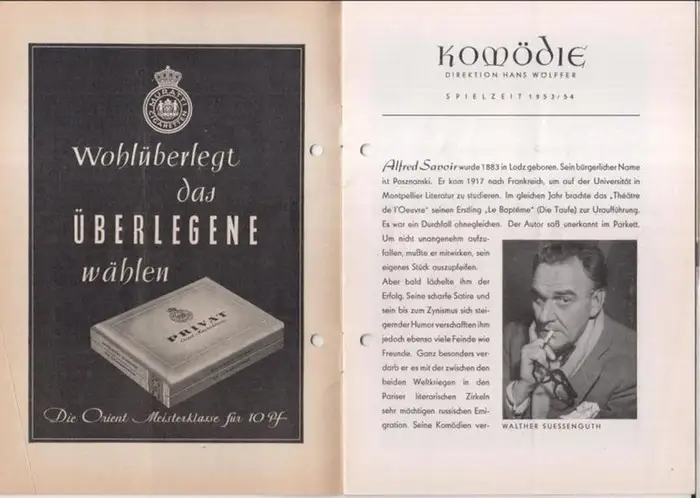 MURATTI
CIGARETTEN
Wohlüberlegt
das
ÜBERLEGENE
wählen
PRIVAT
Die Orient Meisterklasse für 10 Pf
KOMÖDIE
DIREKTION HANS WÖLFFER
SPIELZEIT 1953/54
Alfred Savoir wurde 1883 in Lodz geboren. Sein bürgerlicher Name
ist Posznanski. Er kam 1917 nach Frankreich, um auf der Universität in
Montpellier Literatur zu studieren. Im gleichen Jahr brachte das „Théâtre
de l'Oeuvre" seinen Erstling „Le Baptême" (Die Taufe) zur Uraufführung.
Es war ein Durchfall ohnegleichen. Der Autor saß unerkannt im Parkett.
Um nicht unangenehm aufzu-
fallen, mußte er mitwirken, sein
eigenes Stück auszupfeifen.
Aber bald lächelte ihm der
Erfolg. Seine scharfe Satire und
sein bis zum Zynismus sich stei-
gernder Humor verschafften ihm
jedoch ebenso viele Feinde wie
Freunde. Ganz besonders ver-
darb er es mit der zwischen den
beiden Weltkriegen in den
Pariser literarischen Zirkeln
sehr mächtigen russischen Emi-
gration. Seine Komödien ver-
WALTHER SUESSENGUTH